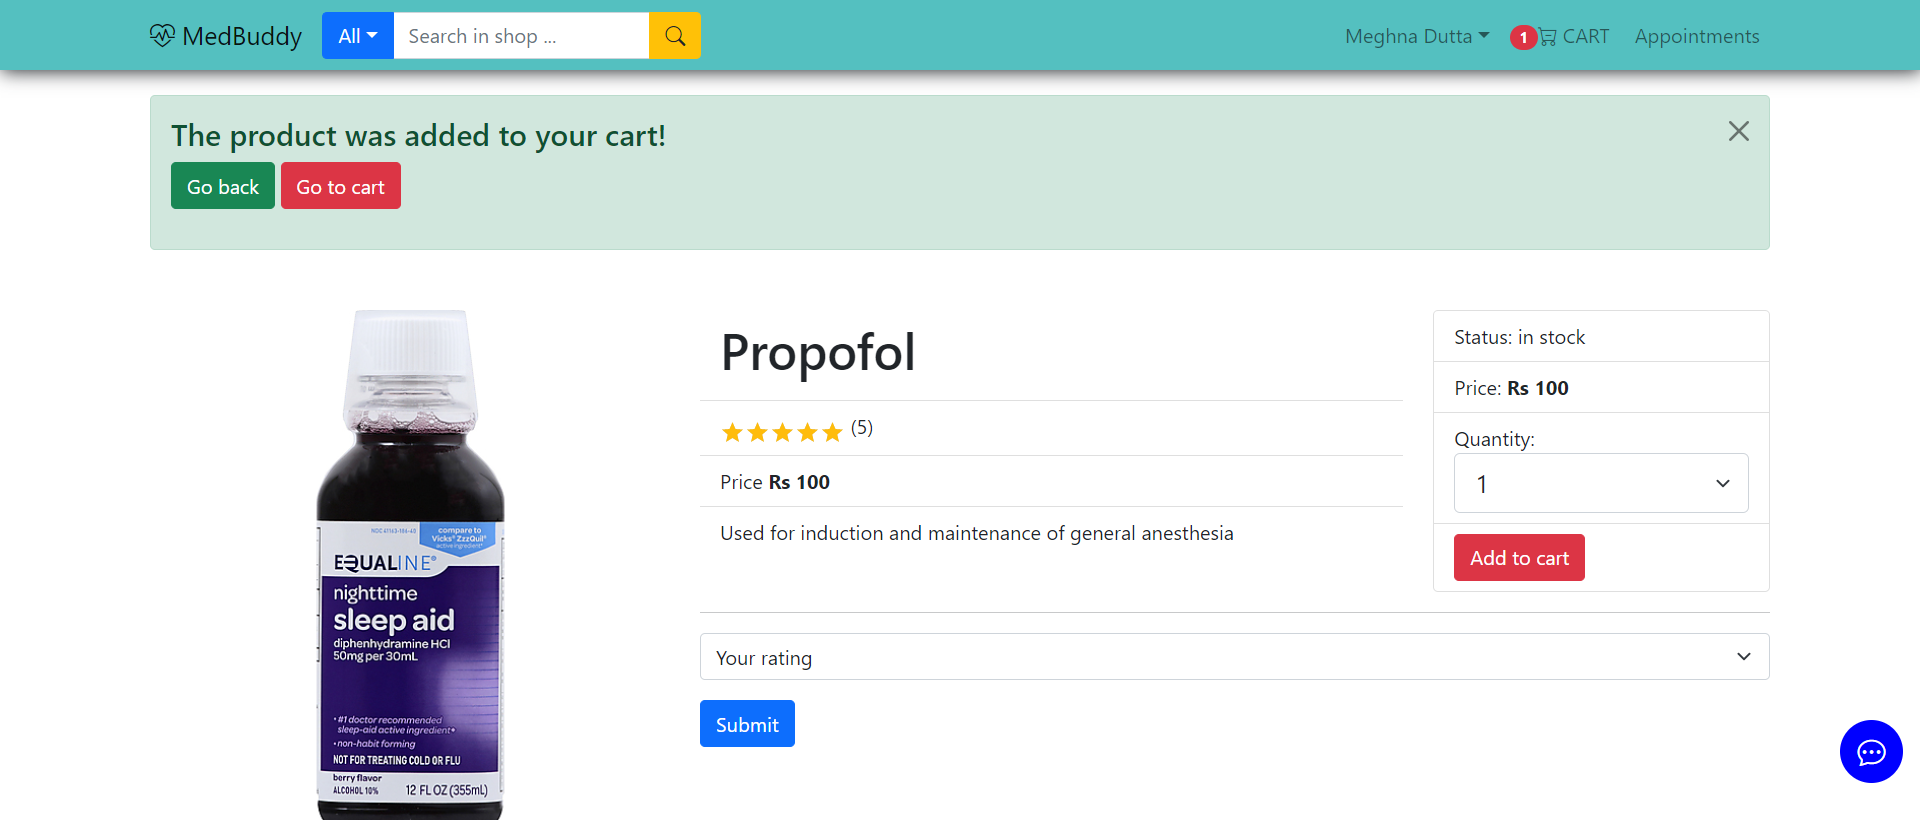 MedBuddy
All
Search in shop ...
Meghna Dutta
1
CART
Appointments
The product was added to your cart!
Go back
Go to cart
compare to
Vicks® ZzzQuil®
active ingredient*
EQUALINE®
nighttime
sleep aid
diphenhydramine HCl
50mg per 30mL
• #1 doctor recommended
sleep-aid active ingredient+
• non-habit forming
NOT FOR TREATING COLD OR FLU
berry flavor
ALCOHOL 10%
12 FL OZ (355mL)
Propofol
(5)
Price Rs 100
Used for induction and maintenance of general anesthesia
Status: in stock
Price: Rs 100
Quantity:
1
Add to cart
Your rating
Submit